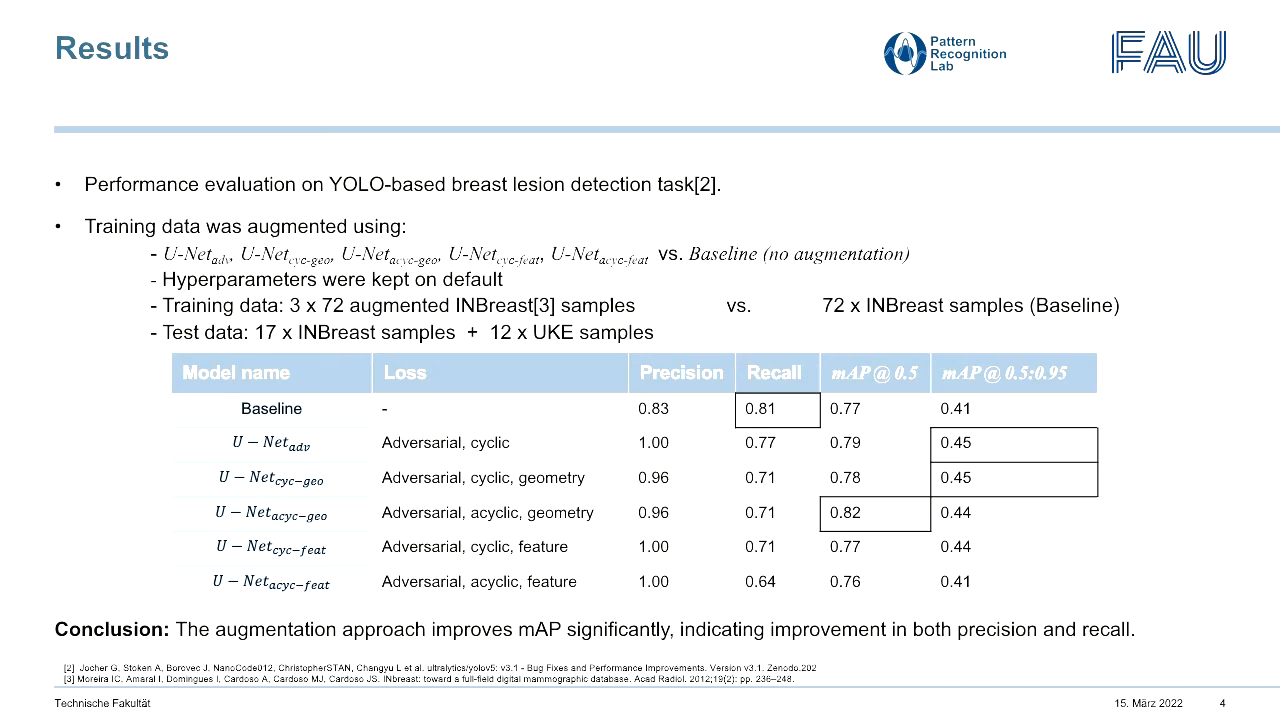 Results
Pattern
Recognition
Lab
FAU
• Performance evaluation on YOLO-based breast lesion detection task[2].
• Training data was augmented using:
- U-Net_adv, U-Net_cyc-geo, U-Net_acyc-geo, U-Net_cyc-feat, U-Net_acyc-feat vs. Baseline (no augmentation)
- Hyperparameters were kept on default
- Training data: 3 x 72 augmented INBreast[3] samples vs. 72 x INBreast samples (Baseline)
- Test data: 17 x INBreast samples + 12 x UKE samples
Model name Loss Precision Recall mAP@0.5 mAP@0.5:0.95
Baseline - 0.83 0.81 0.77 0.41
U − Net_adv Adversarial, cyclic 1.00 0.77 0.79 0.45
U − Net_cyc−geo Adversarial, cyclic, geometry 0.96 0.71 0.78 0.45
U − Net_acyc−geo Adversarial, acyclic, geometry 0.96 0.71 0.82 0.44
U − Net_cyc−feat Adversarial, cyclic, feature 1.00 0.71 0.77 0.44
U − Net_acyc−feat Adversarial, acyclic, feature 1.00 0.64 0.76 0.41
Conclusion: The augmentation approach improves mAP significantly, indicating improvement in both precision and recall.
[2] Jocher G, Stoken A, Borovec J, NanoCode012, ChristopherSTAN, Changyu L et al. ultralytics/yolov5: v3.1 - Bug Fixes and Performance Improvements. Version v3.1. Zenodo.202
[3] Moreira IC, Amaral I, Domingues I, Cardoso A, Cardoso MJ, Cardoso JS. INbreast: toward a full-field digital mammographic database. Acad Radiol. 2012;19(2): pp. 236–248.
Technische Fakultät 15. März 2022 4